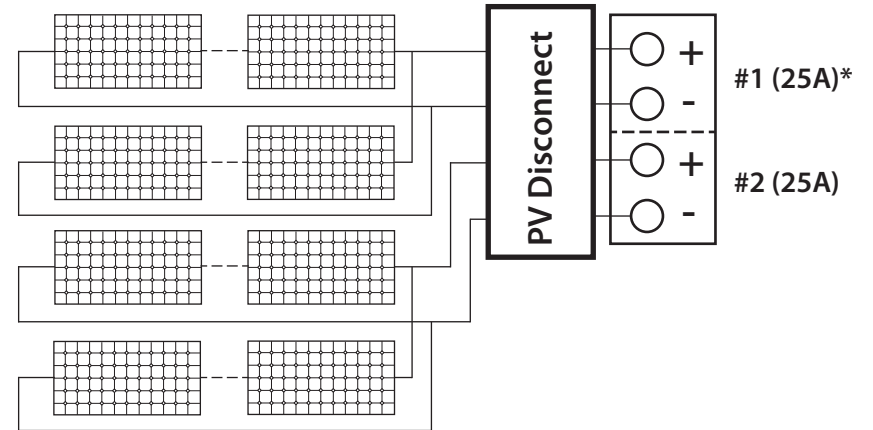 PV Disconnect
+
#1 (25A)*
-
+
#2 (25A)
-